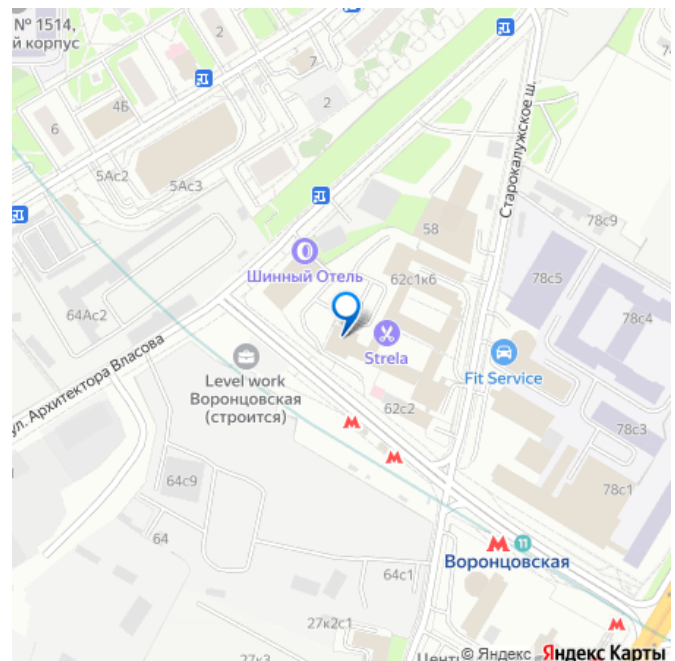 № 1514,
й корпус
2
7
4Б
2
6
5Ас2
5Ас3
Старокалужское ш.
58
78с9
Шинный Отель
62с1к6
78с5
78с4
64Ас2
ул. Архитектора Власова
Strela
Level work
Воронцовская
(строится)
Fit Service
62с2
78с3
64с9
78с1
64
11
Воронцовская
64с1
27к2с1
27к3
Центр
© Яндекс Яндекс Карты